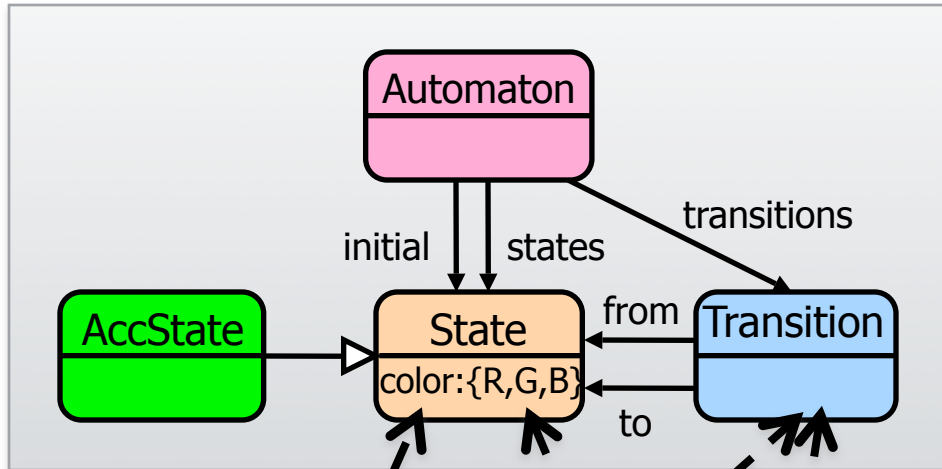 Automaton
transitions
initial
states
AccState
State
from
Transition
color:{R,G,B}
to